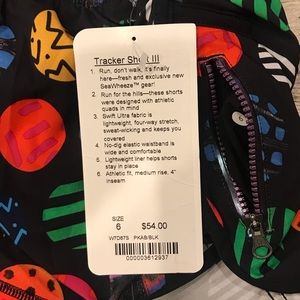 Tracker Short III
1. Run, don't walk, it's finally
here—fresh and exclusive new
SeaWheeze™ gear!
2. Run for the hills—these shorts
were designed with athletic
quads in mind
3. Swift Ultra fabric is
lightweight, four-way stretch,
sweat-wicking and keeps you
covered
4. No-dig elastic waistband is
wide and comfortable
5. Lightweight liner helps shorts
stay in place
6. Athletic fit, medium rise, 4"
inseam
SIZE
6 $54.00
W7D67S PKAB/BLK
000003612937